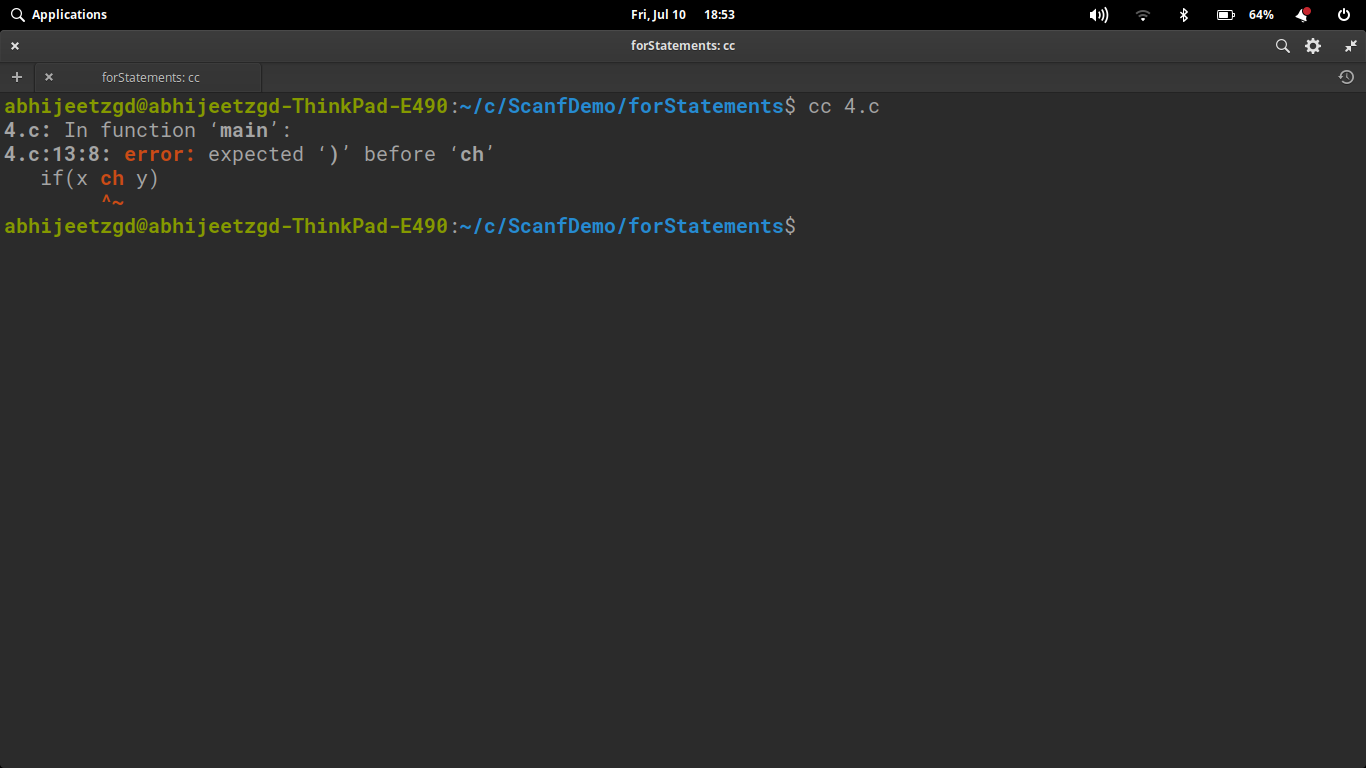 Applications
Fri, Jul 10 18:53
64%
forStatements: cc
forStatements: cc
abhijeetzgd@abhijeetzgd-ThinkPad-E490:~/c/ScanfDemo/forStatements$ cc 4.c
4.c: In function ‘main’:
4.c:13:8: error: expected ‘)’ before ‘ch’
   if(x ch y)
        ^~
abhijeetzgd@abhijeetzgd-ThinkPad-E490:~/c/ScanfDemo/forStatements$